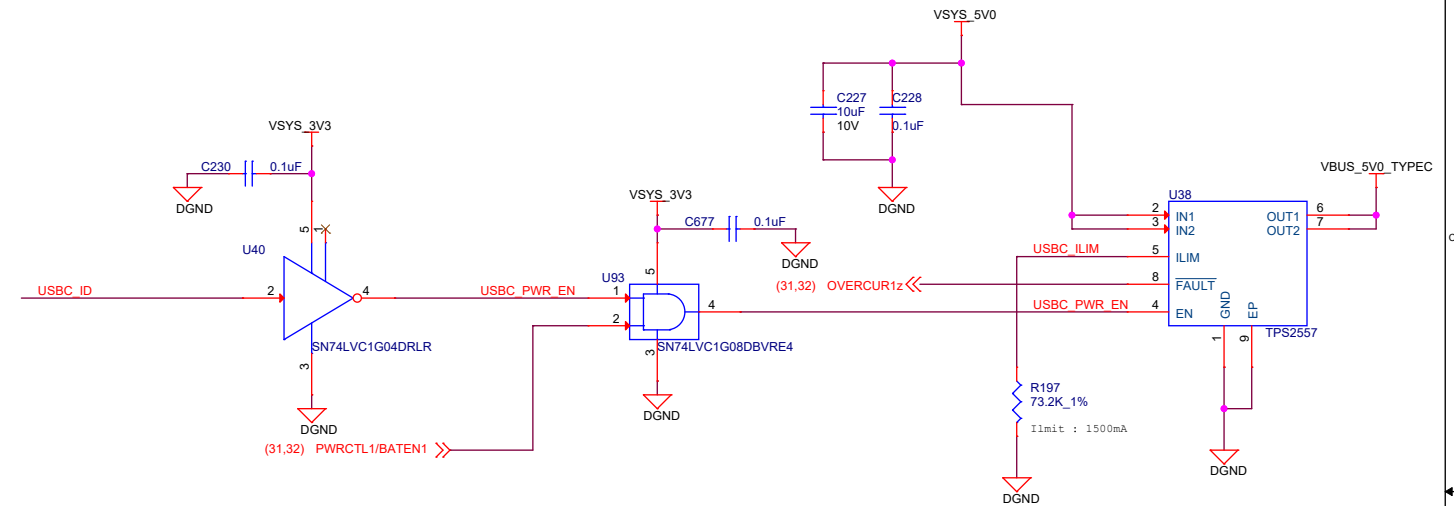 VSYS_5V0
C227
10uF
10V
C228
0.1uF
VSYS_3V3
C230
0.1uF
DGND
DGND
VBUS_5V0_TYPEC
VSYS_3V3
C677
0.1uF
DGND
U38
2
IN1
OUT1
6
3
IN2
OUT2
7
USBC_ILIM
5
ILIM
(31,32) OVERCUR1z
8
FAULT
USBC_PWR_EN
4
EN
GND
EP
1
9
TPS2557
5
1
U40
USBC_ID
2
4
USBC_PWR_EN
SN74LVC1G04DRLR
3
DGND
U93
5
1
2
4
3
SN74LVC1G08DBVRE4
DGND
(31,32) PWRCTL1/BATEN1
R197
73.2K_1%
Ilmit : 1500mA
DGND
DGND